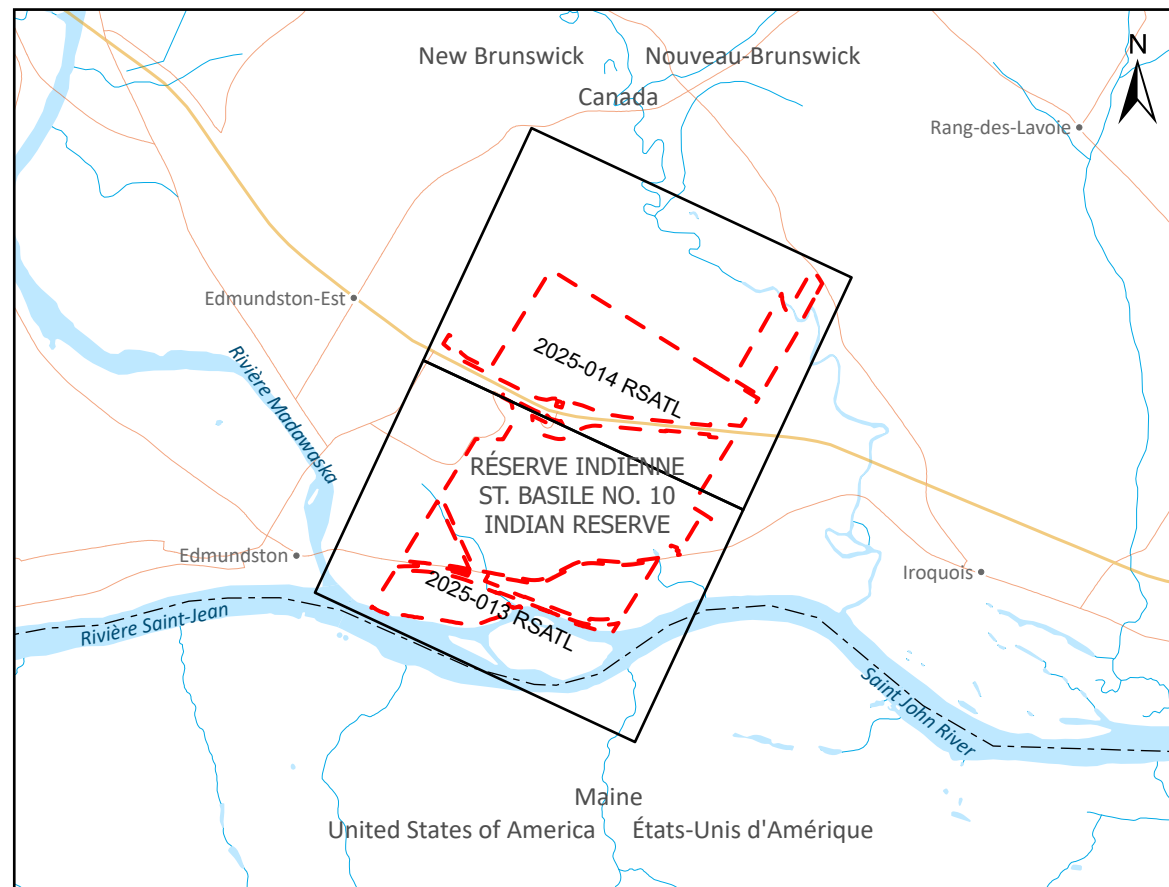 New Brunswick
Nouveau-Brunswick
Canada
N
Rang-des-Lavoie
Edmundston-Est
Rivière Madawaska
2025-014 RSATL
RÉSERVE INDIENNE
ST. BASILE NO. 10
INDIAN RESERVE
Edmundston
Iroquois
2025-013 RSATL
Rivière Saint-Jean
Saint John River
Maine
United States of America
États-Unis d'Amérique